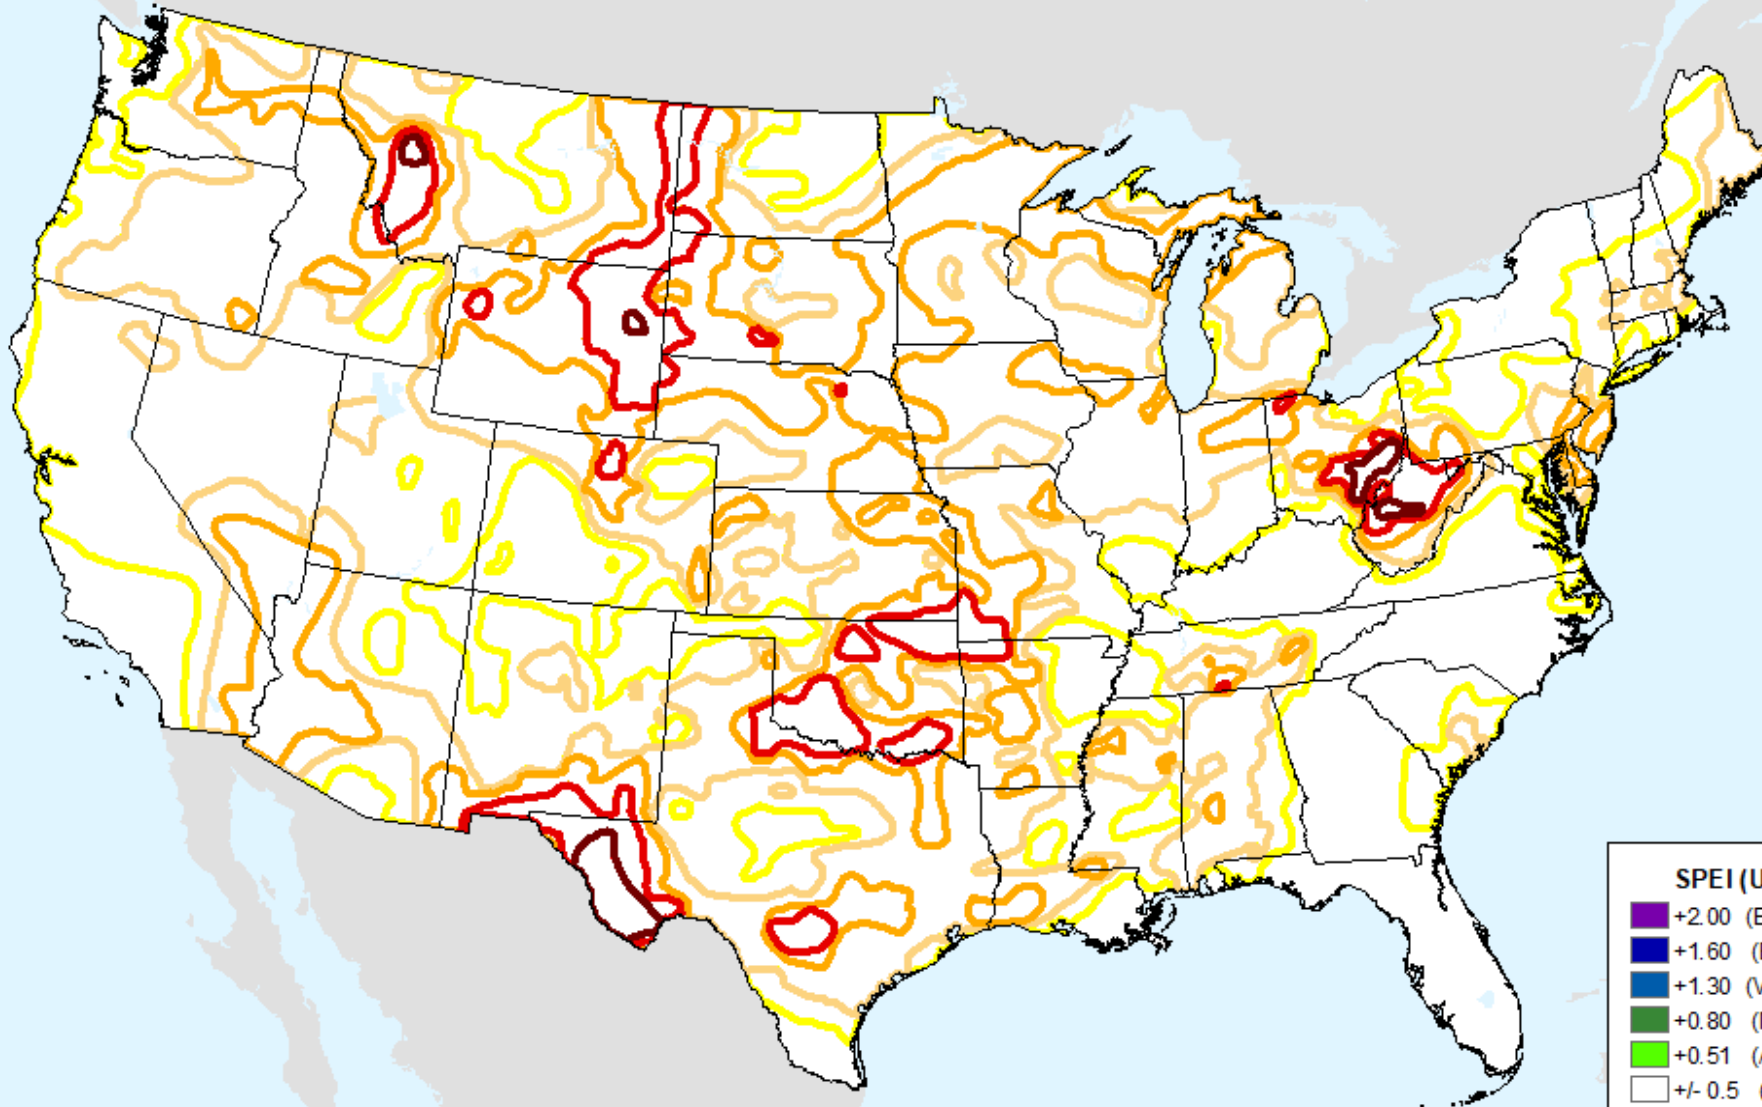 SPEI (U
+2.00 (E
+1.60 (
+1.30 (V
+0.80 (
+0.51 (
+/- 0.5 (